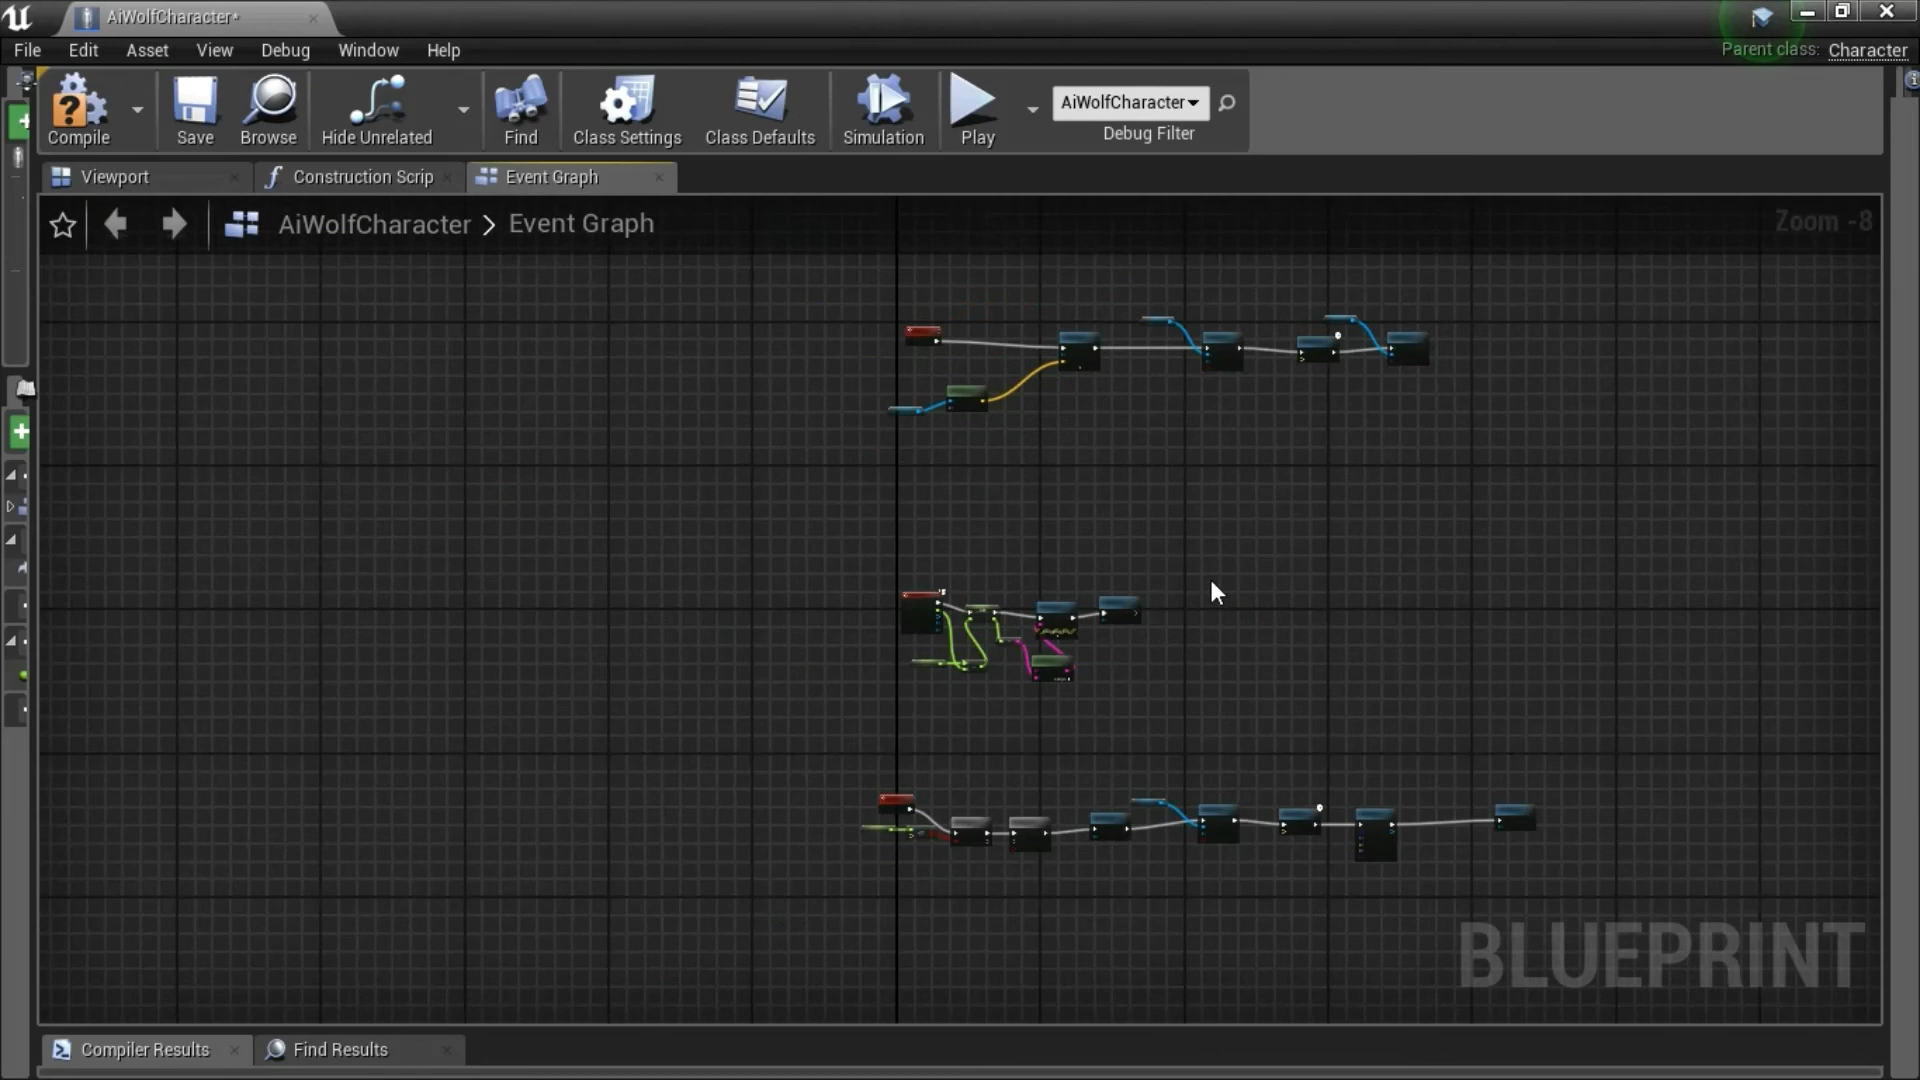 AiWolfCharacter*
File Edit Asset View Debug Window Help
Parent class: Character
Compile Save Browse Hide Unrelated Find Class Settings Class Defaults Simulation Play
AiWolfCharacter
Debug Filter
Viewport Construction Scrip Event Graph
AiWolfCharacter > Event Graph
Zoom -8
BLUEPRINT
Compiler Results Find Results